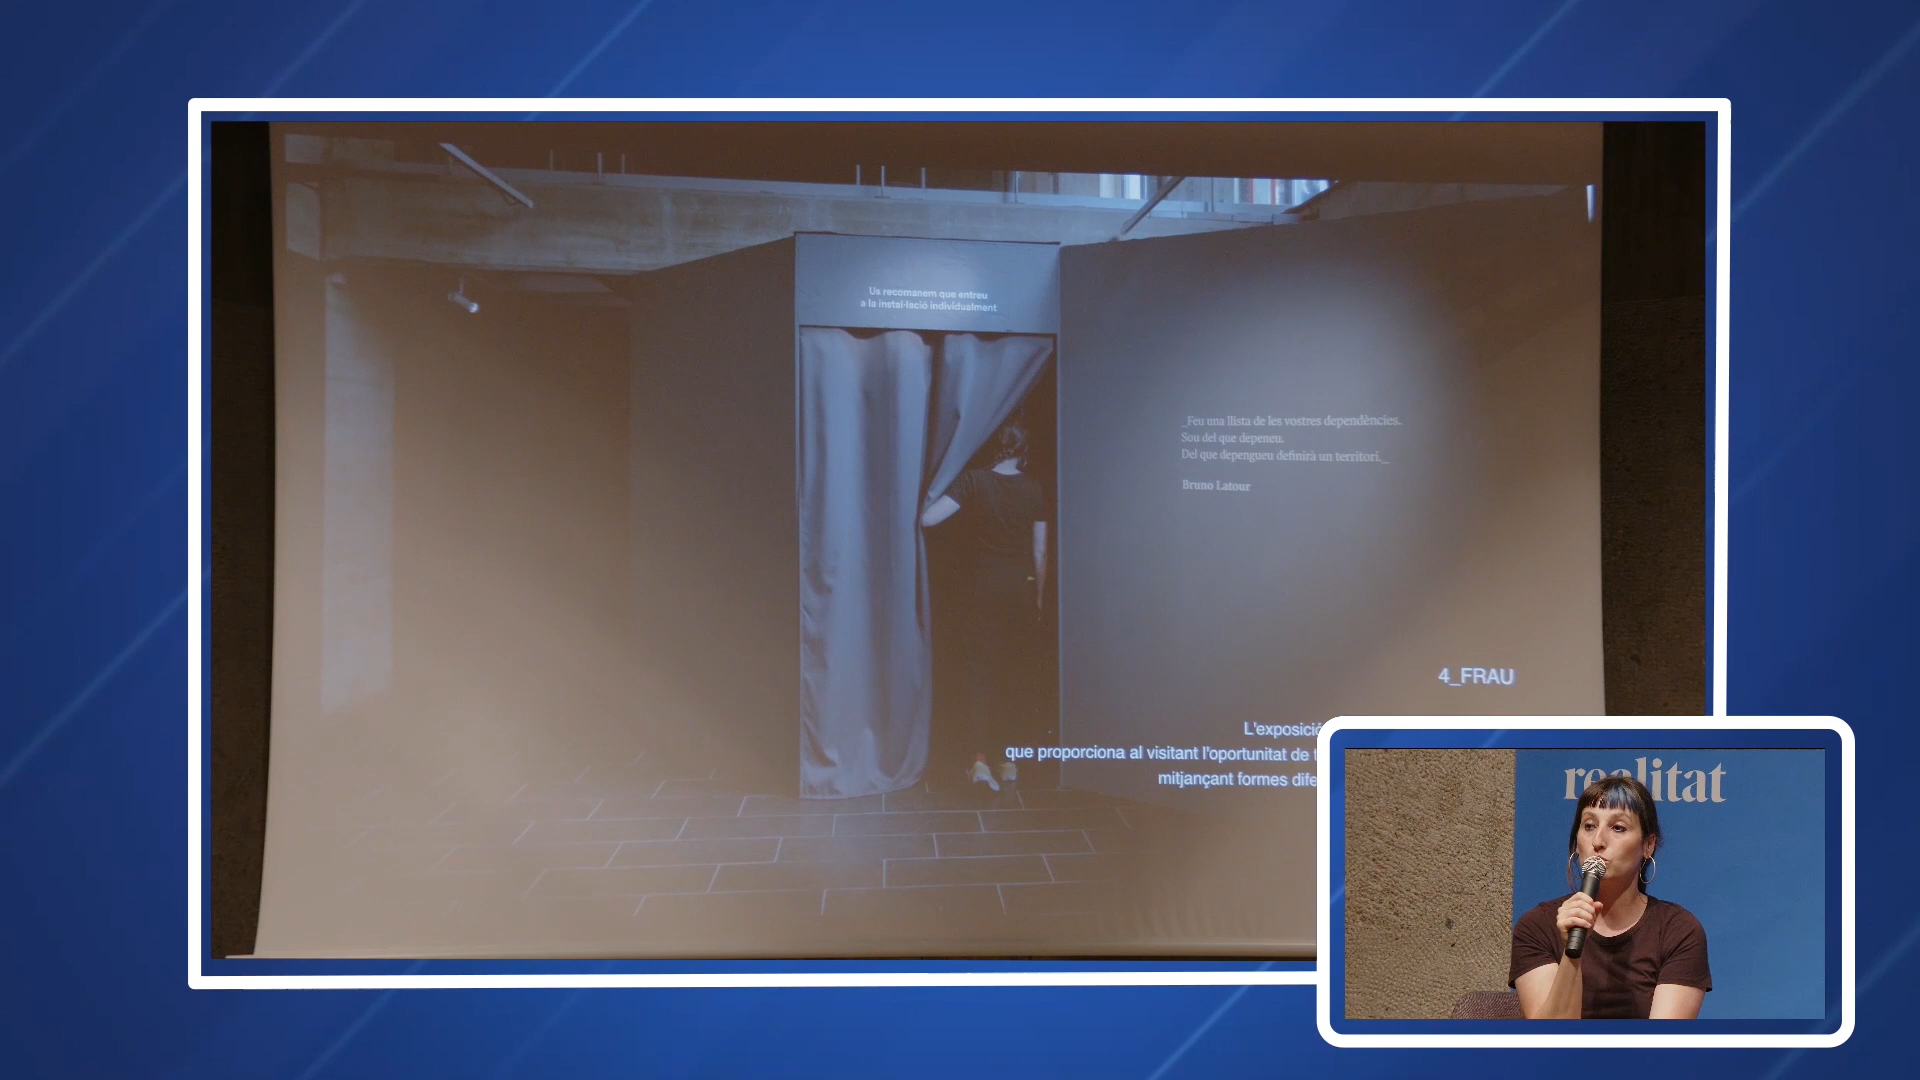 Us recomanem que entreu
a la instal·lació individualment
_Feu una llista de les vostres dependències.
Sou del que depeneu.
Del que depengueu definirà un territori._
Bruno Latour
4_FRAU
L'exposició
que proporciona al visitant l'oportunitat de
mitjançant formes
realitat